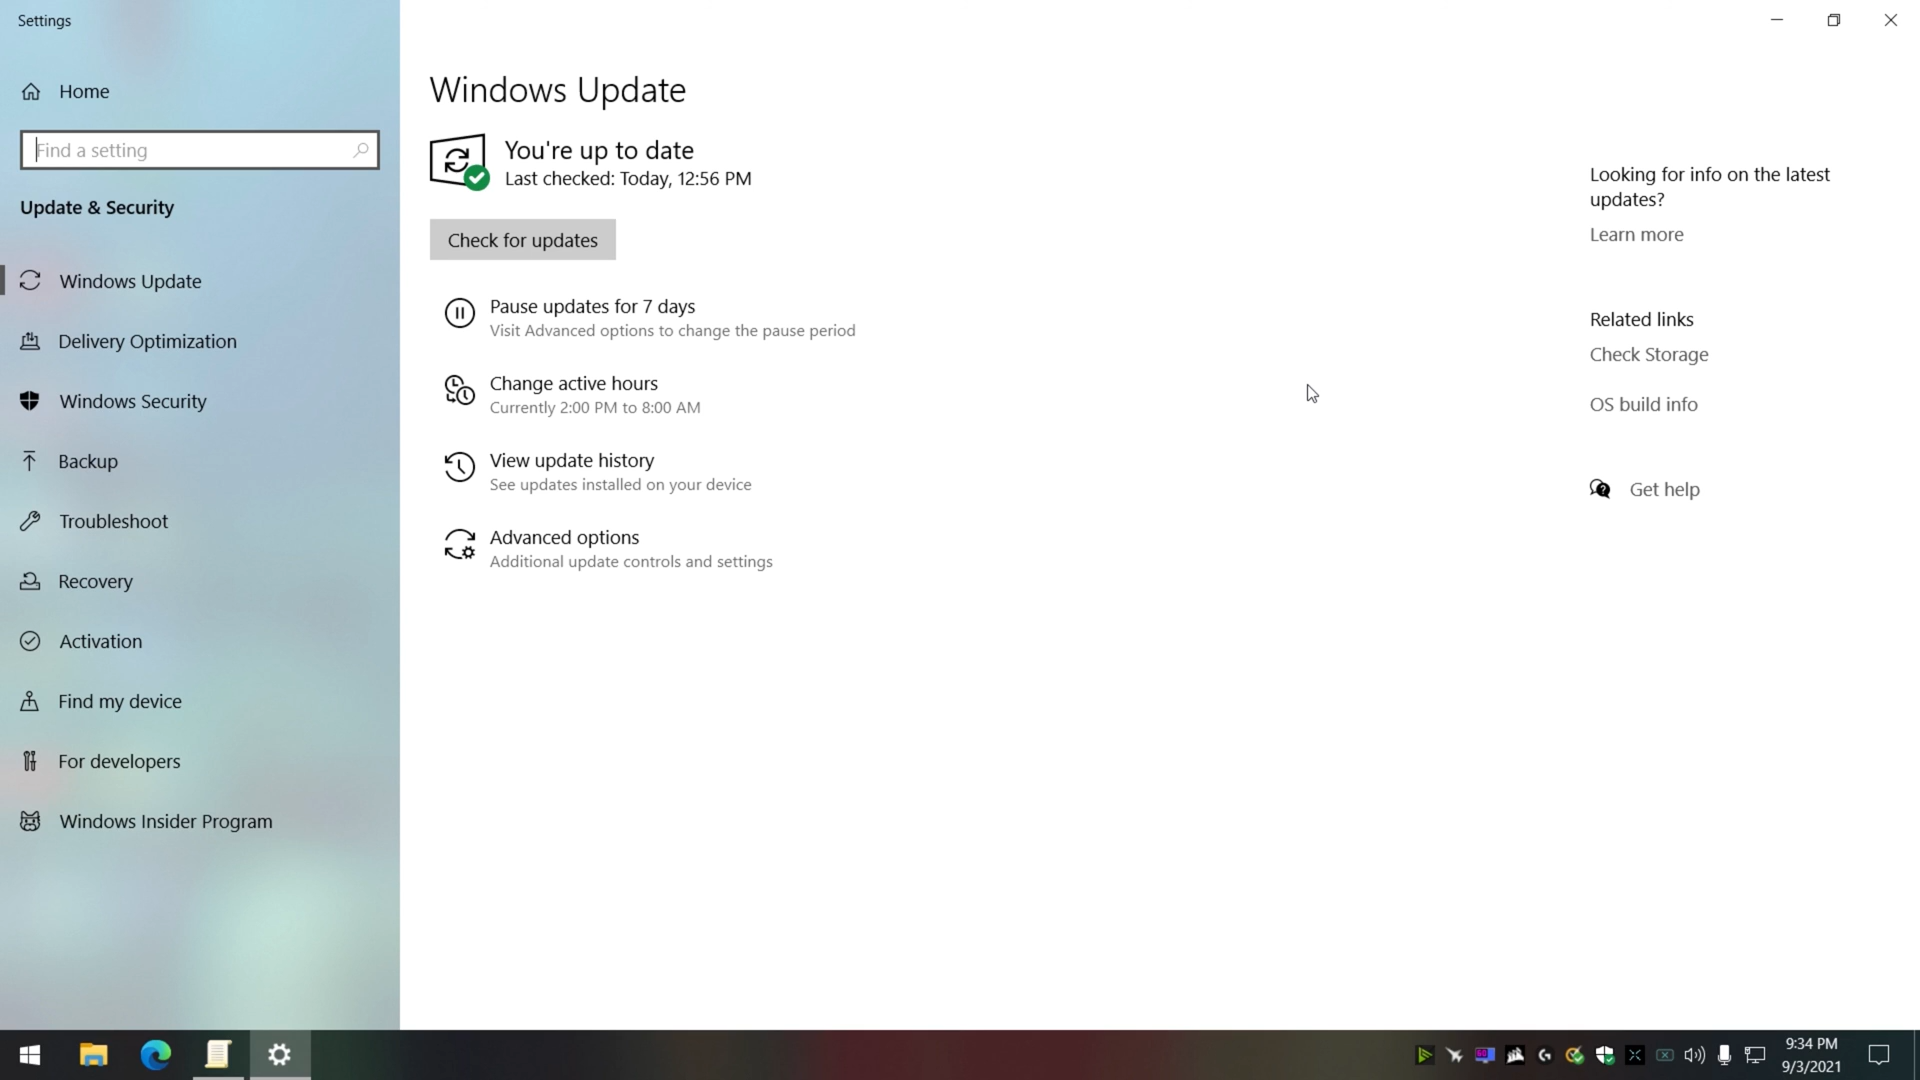 Settings
Home
Find a setting
Update & Security
Windows Update
Delivery Optimization
Windows Security
Backup
Troubleshoot
Recovery
Activation
Find my device
For developers
Windows Insider Program
Windows Update
You're up to date
Last checked: Today, 12:56 PM
Check for updates
Pause updates for 7 days
Visit Advanced options to change the pause period
Change active hours
Currently 2:00 PM to 8:00 AM
View update history
See updates installed on your device
Advanced options
Additional update controls and settings
Looking for info on the latest
updates?
Learn more
Related links
Check Storage
OS build info
Get help
9:34 PM
9/3/2021